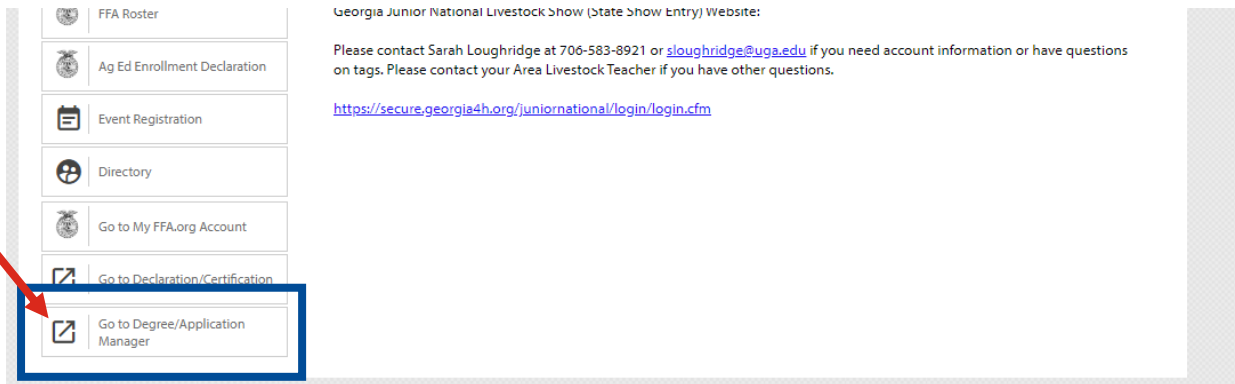 FFA Roster
Ag Ed Enrollment Declaration
Event Registration
Directory
Go to My FFA.org Account
Go to Declaration/Certification
Go to Degree/Application
Manager
Georgia Junior National Livestock Show (State Show Entry) Website:
Please contact Sarah Loughridge at 706-583-8921 or sloughridge@uga.edu if you need account information or have questions
on tags. Please contact your Area Livestock Teacher if you have other questions.
https://secure.georgia4h.org/juniornational/login/login.cfm